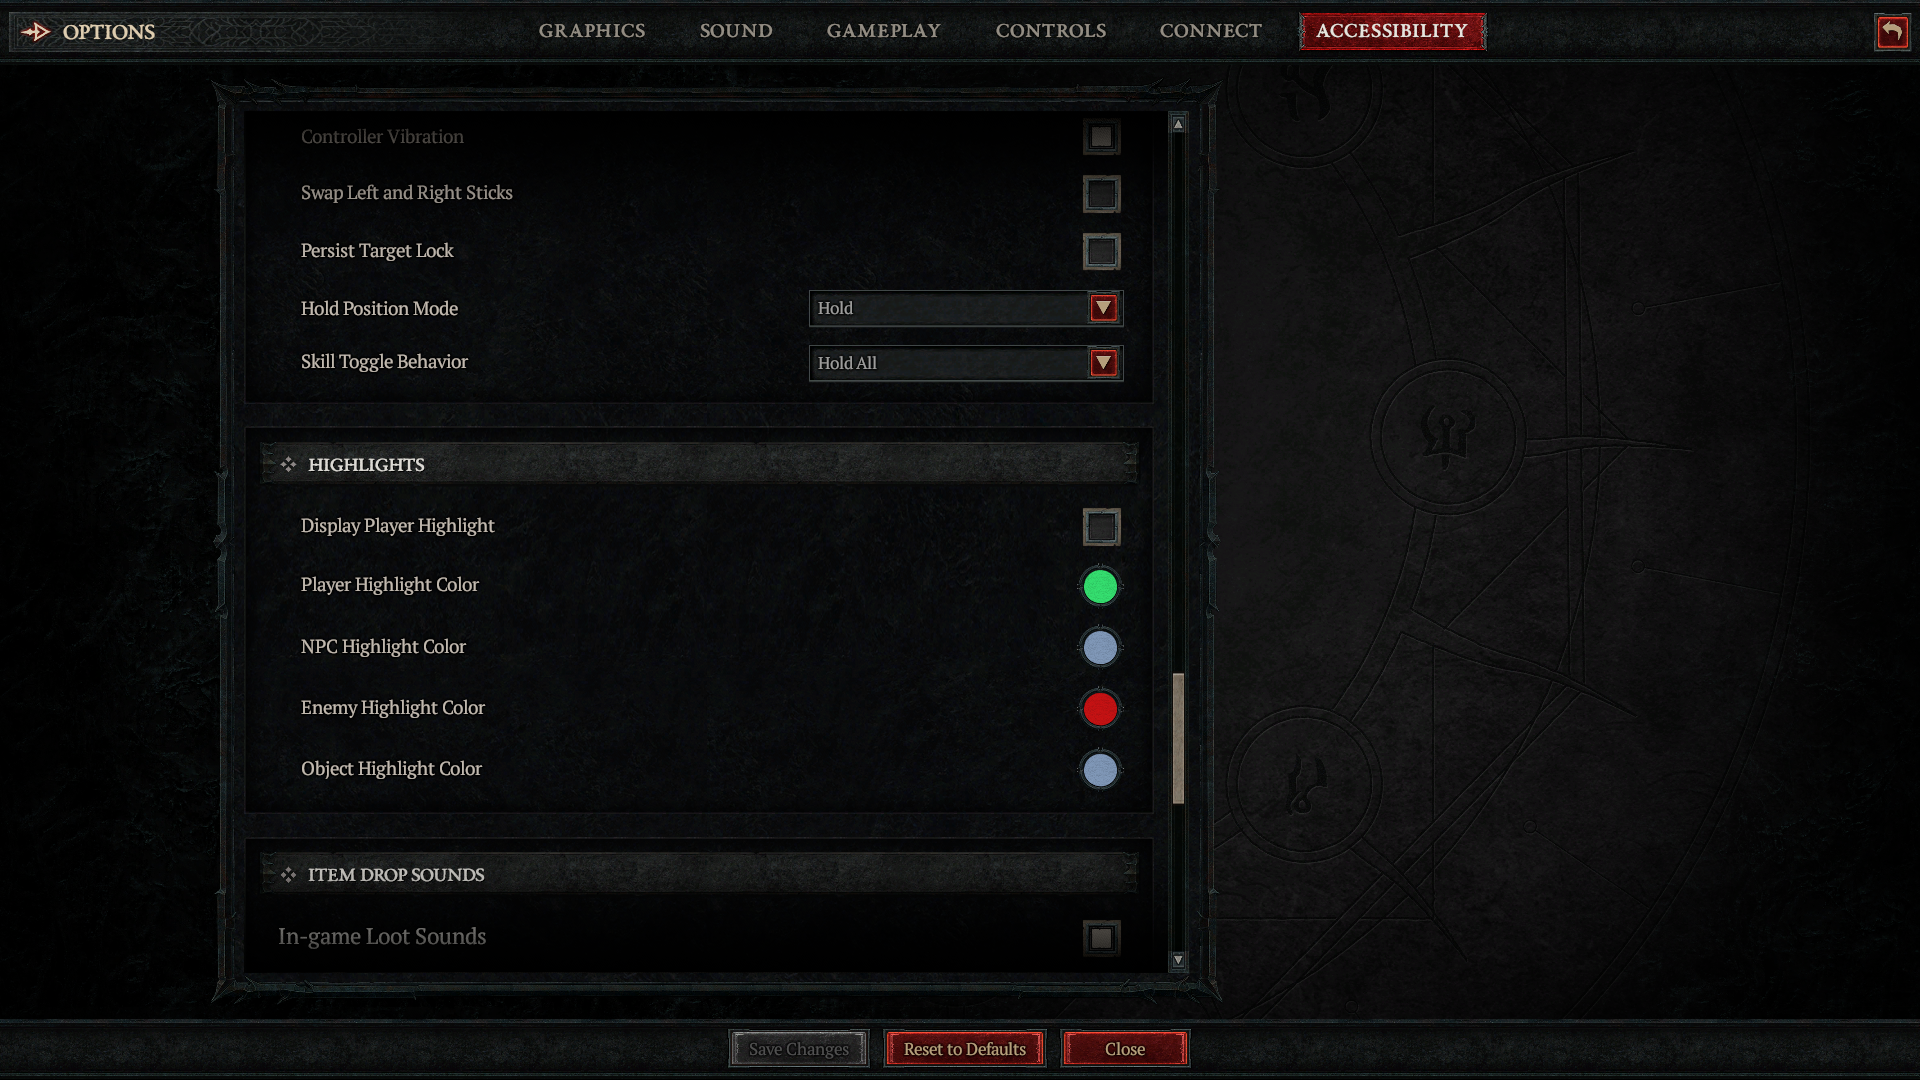 OPTIONS
GRAPHICS
SOUND
GAMEPLAY
CONTROLS
CONNECT
ACCESSIBILITY
Controller Vibration
Swap Left and Right Sticks
Persist Target Lock
Hold Position Mode
Hold
Skill Toggle Behavior
Hold All
HIGHLIGHTS
Display Player Highlight
Player Highlight Color
NPC Highlight Color
Enemy Highlight Color
Object Highlight Color
ITEM DROP SOUNDS
In-game Loot Sounds
Save Changes
Reset to Defaults
Close